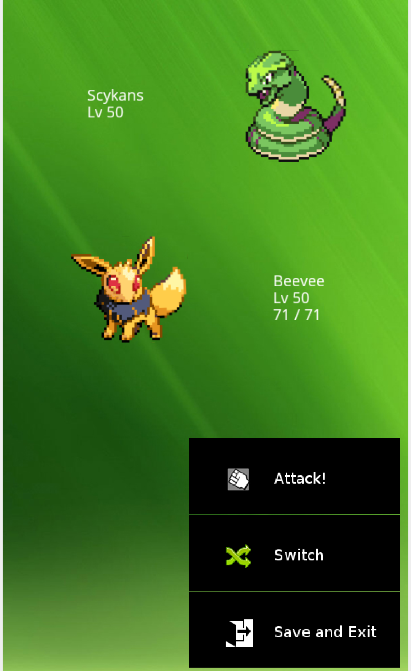 Scykans
Lv 50
Beevee
Lv 50
71 / 71
Attack!
Switch
Save and Exit